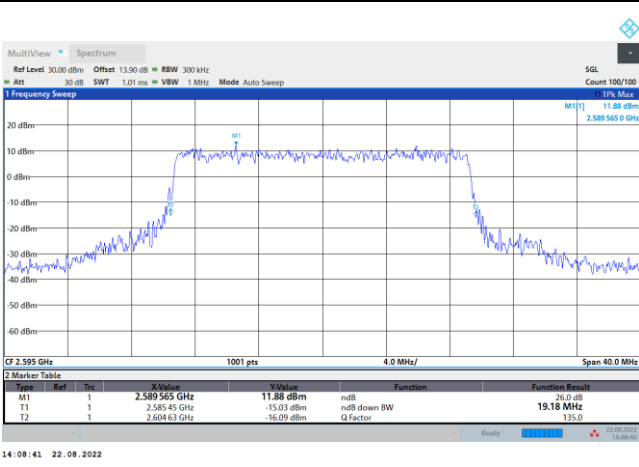 MultiView Spectrum
Ref Level 30.00 dBm Offset 13.90 dB RBW 300 kHz SGL
Att 30 dB SWT 1.01 ms VBW 1 MHz Mode Auto Sweep Count 100/100
1 Frequency Sweep 1Pk Max
M1[1] 11.88 dBm
2.589 565 0 GHz
20 dBm
M1
10 dBm
0 dBm
-10 dBm
-20 dBm
-30 dBm
-40 dBm
-50 dBm
-60 dBm
CF 2.595 GHz 1001 pts 4.0 MHz/ Span 40.0 MHz
2 Marker Table
Type Ref Trc X-Value Y-Value Function Function Result
M1 1 2.589 565 GHz 11.88 dBm ndB 26.0 dB
T1 1 2.585 45 GHz -15.03 dBm ndB down BW 19.18 MHz
T2 1 2.604 63 GHz -16.09 dBm Q Factor 135.0
Ready 22.08.2022
14:08:40
14:08:41 22.08.2022